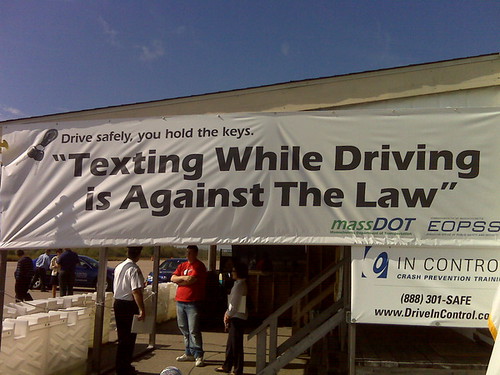 Drive safely, you hold the keys.
"Texting While Driving
is Against The Law"
massDOT EOPSS
IN CONTRO
CRASH PREVENTION TRAINI
(888) 301-SAFE
www.DriveInControl.co